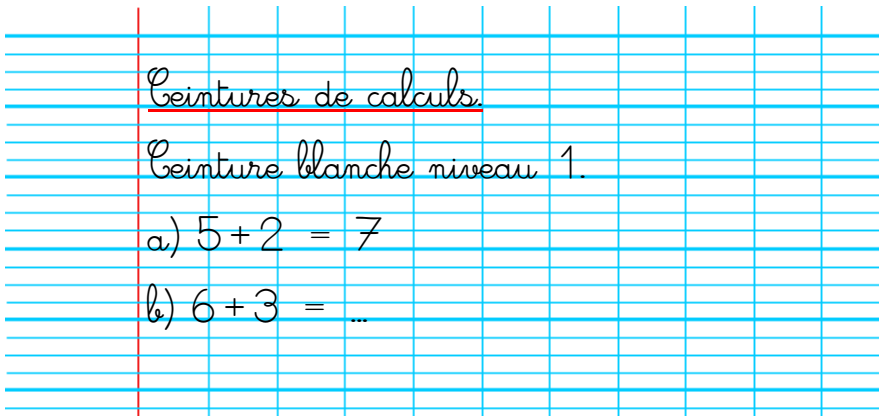 Ceintures de calculs.
Ceinture blanche niveau 1.
a) 5 + 2 = 7
b) 6 + 3 = ...